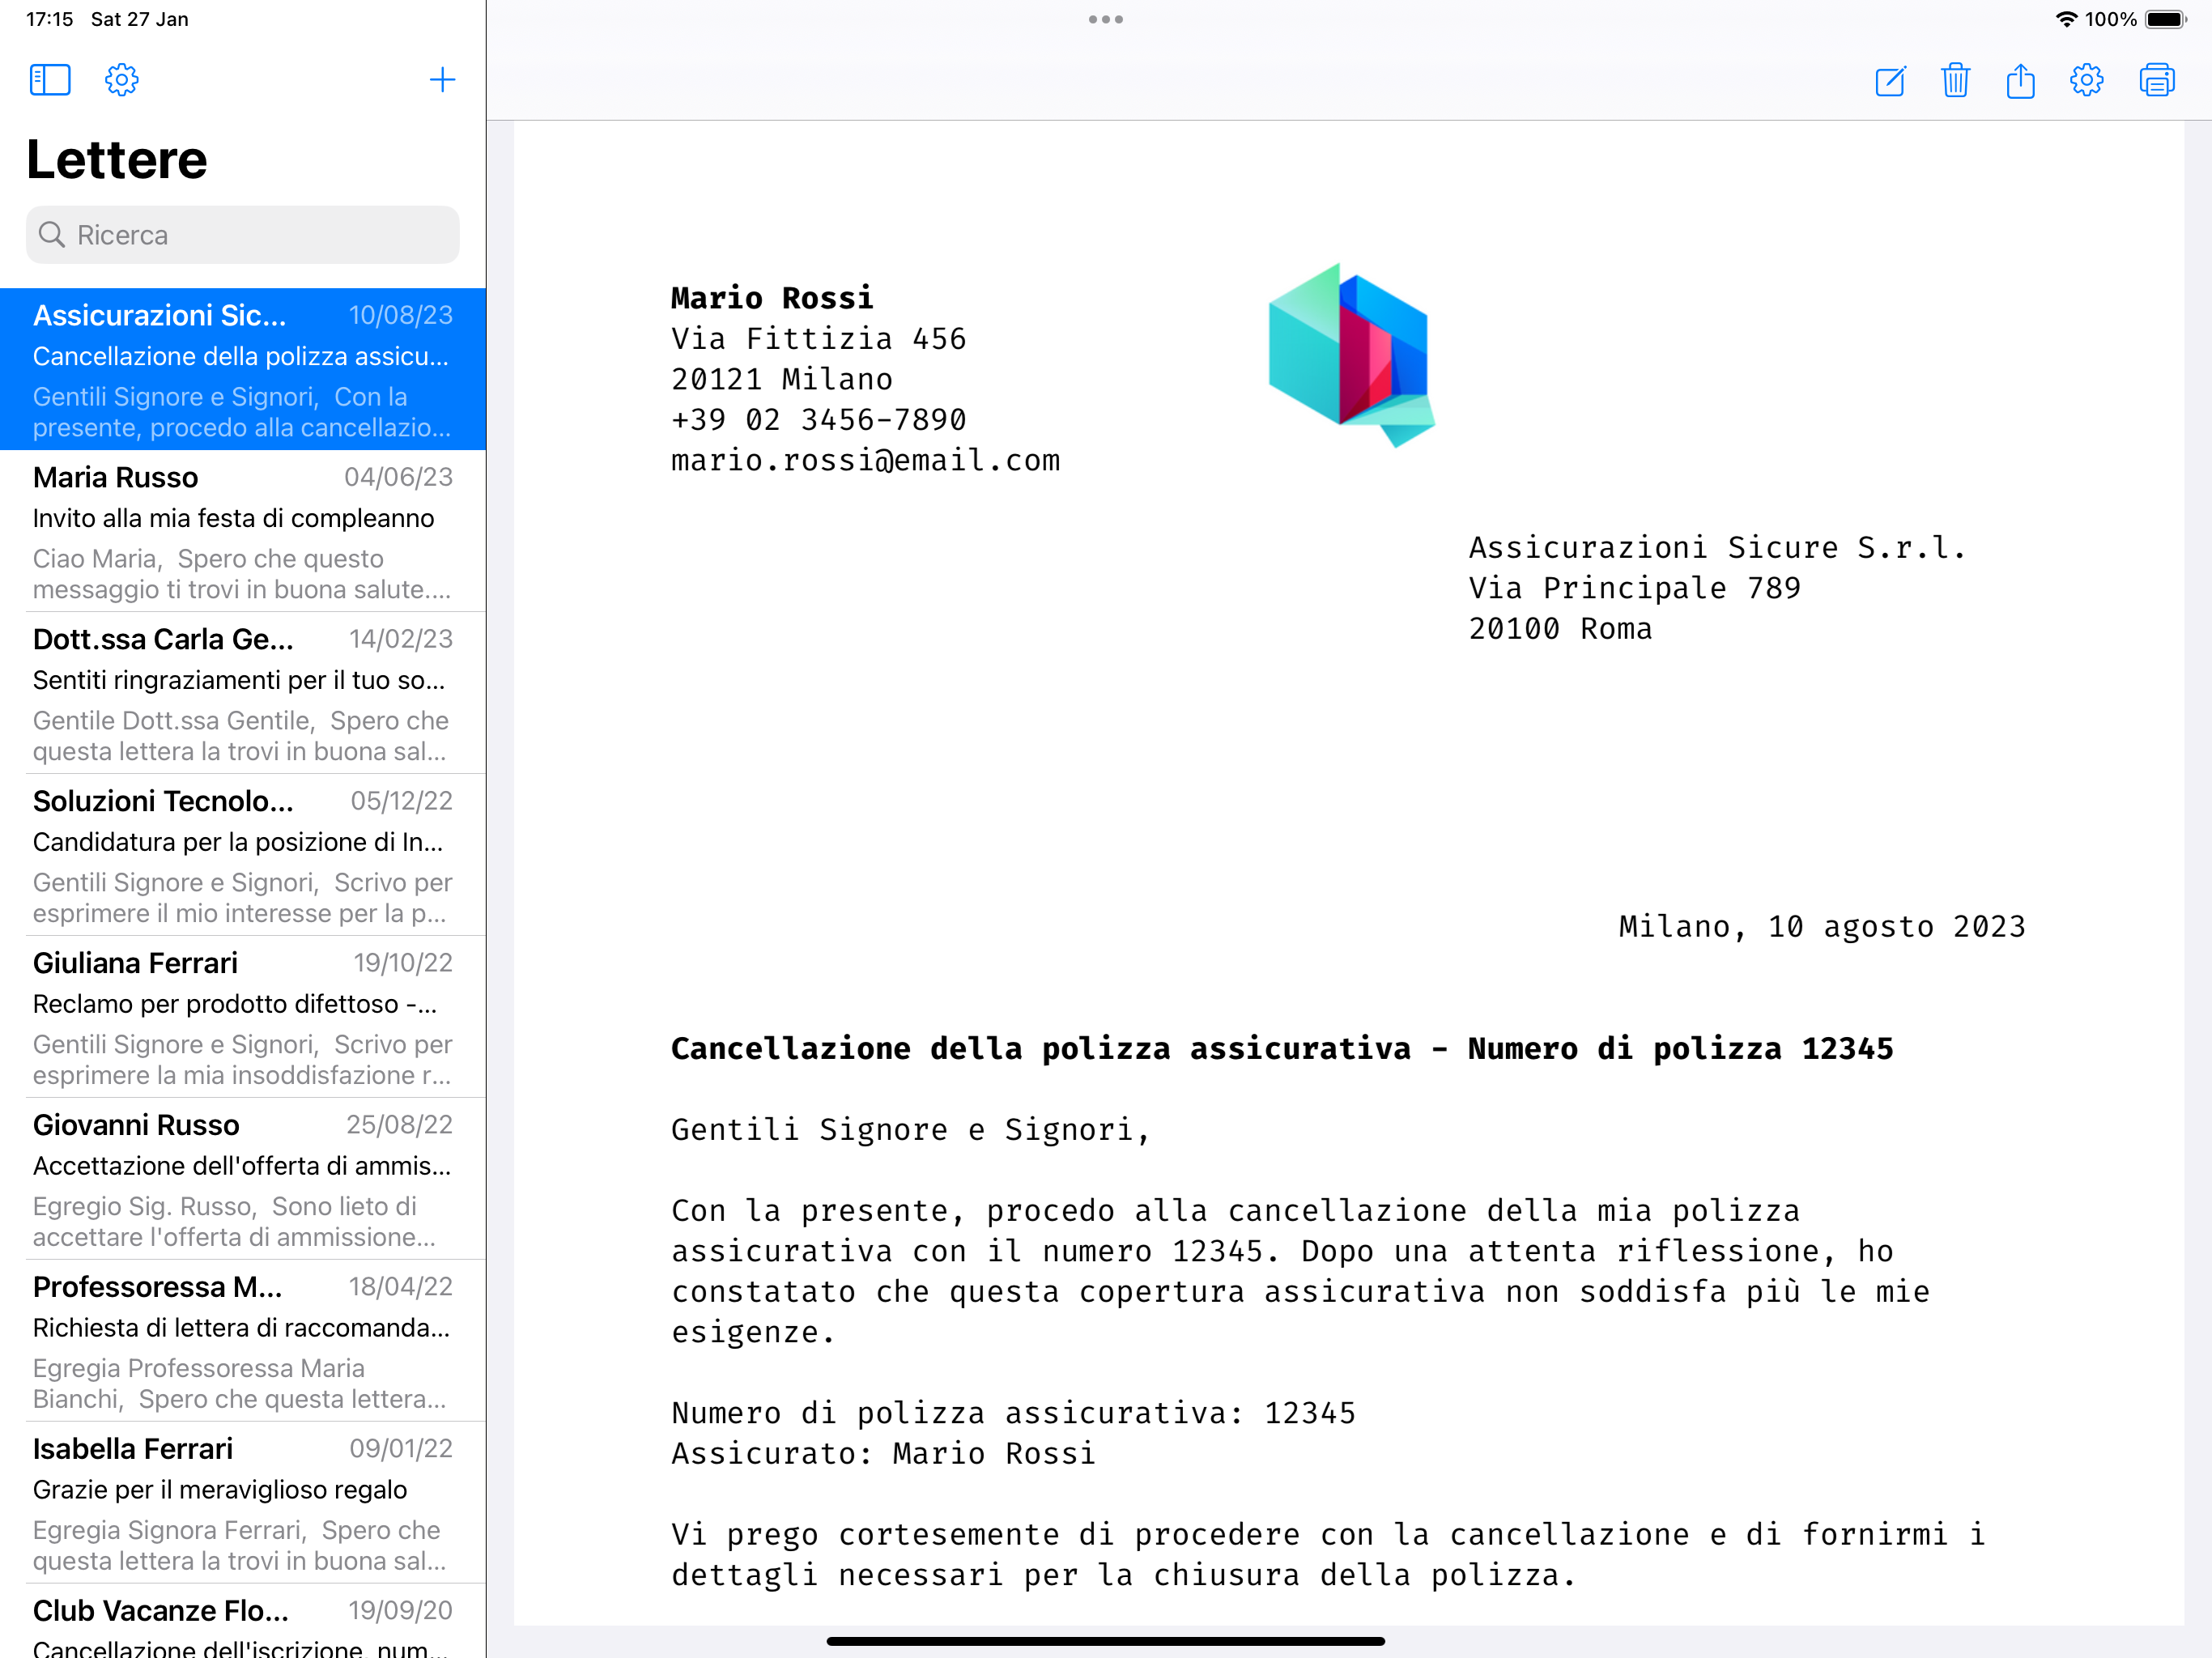 17:15 Sat 27 Jan
100%
Lettere
Ricerca
Assicurazioni Sic... 10/08/23
Cancellazione della polizza assicu...
Gentili Signore e Signori, Con la
presente, procedo alla cancellazio...
Maria Russo 04/06/23
Invito alla mia festa di compleanno
Ciao Maria, Spero che questo
messaggio ti trovi in buona salute....
Dott.ssa Carla Ge... 14/02/23
Sentiti ringraziamenti per il tuo so...
Gentile Dott.ssa Gentile, Spero che
questa lettera la trovi in buona sal...
Soluzioni Tecnolo... 05/12/22
Candidatura per la posizione di In...
Gentili Signore e Signori, Scrivo per
esprimere il mio interesse per la p...
Giuliana Ferrari 19/10/22
Reclamo per prodotto difettoso -...
Gentili Signore e Signori, Scrivo per
esprimere la mia insoddisfazione r...
Giovanni Russo 25/08/22
Accettazione dell'offerta di ammis...
Egregio Sig. Russo, Sono lieto di
accettare l'offerta di ammissione...
Professoressa M... 18/04/22
Richiesta di lettera di raccomanda...
Egregia Professoressa Maria
Bianchi, Spero che questa lettera...
Isabella Ferrari 09/01/22
Grazie per il meraviglioso regalo
Egregia Signora Ferrari, Spero che
questa lettera la trovi in buona sal...
Club Vacanze Flo... 19/09/20
Cancellazione dell'iscrizione, num...
Mario Rossi
Via Fittizia 456
20121 Milano
+39 02 3456-7890
mario.rossi@email.com
Assicurazioni Sicure S.r.l.
Via Principale 789
20100 Roma
Milano, 10 agosto 2023
Cancellazione della polizza assicurativa – Numero di polizza 12345
Gentili Signore e Signori,
Con la presente, procedo alla cancellazione della mia polizza
assicurativa con il numero 12345. Dopo una attenta riflessione, ho
constatato che questa copertura assicurativa non soddisfa più le mie
esigenze.
Numero di polizza assicurativa: 12345
Assicurato: Mario Rossi
Vi prego cortesemente di procedere con la cancellazione e di fornirmi i
dettagli necessari per la chiusura della polizza.